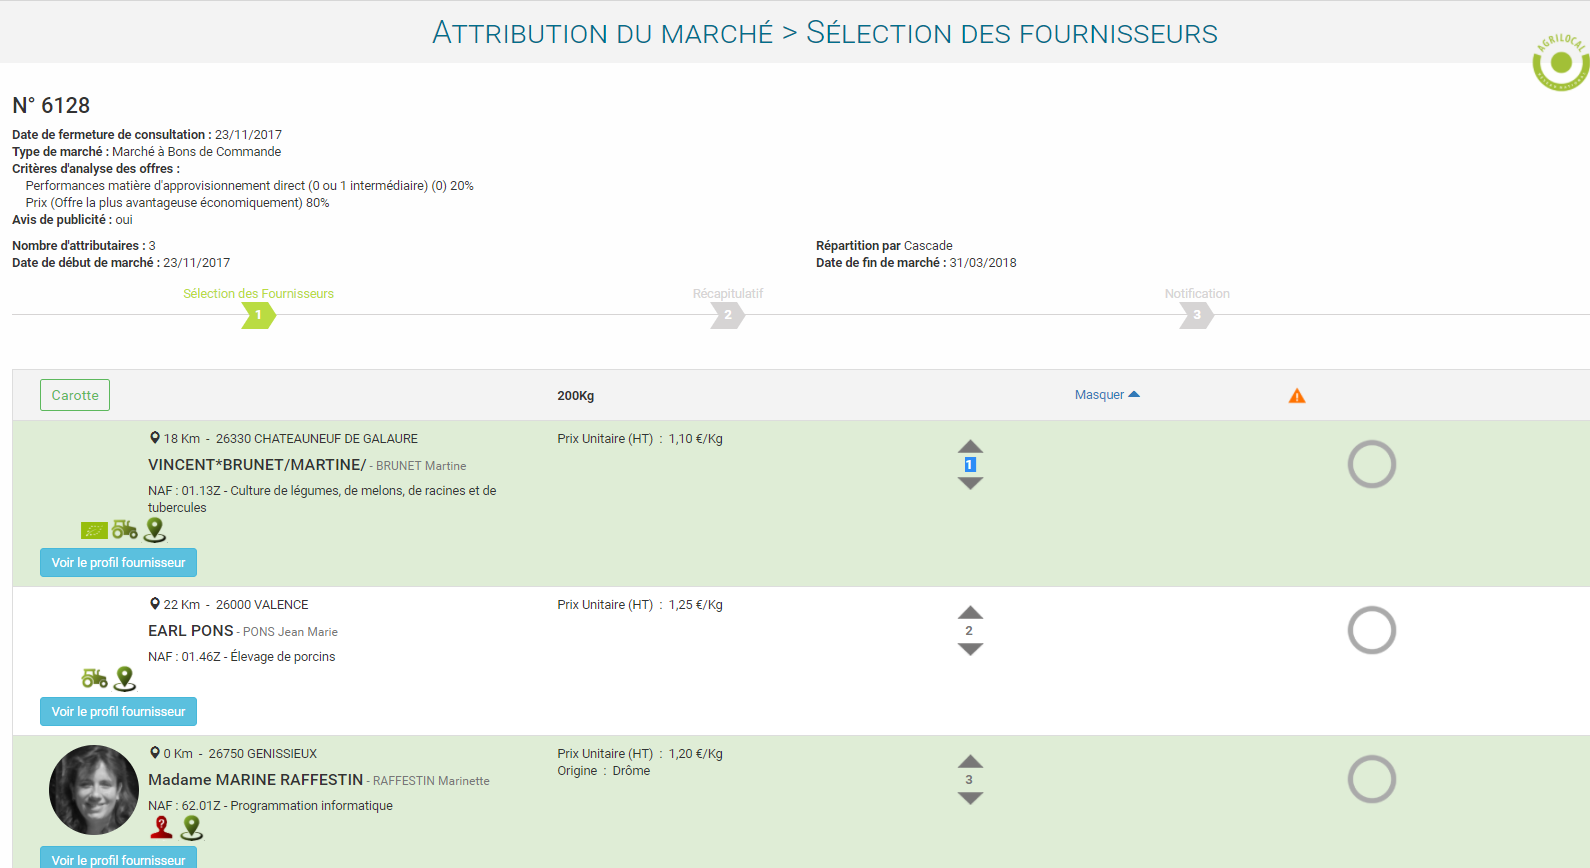 Attribution du marché > Sélection des fournisseurs
AGRILOCAL
N° 6128
Date de fermeture de consultation : 23/11/2017
Type de marché : Marché à Bons de Commande
Critères d'analyse des offres :
Performances matière d'approvisionnement direct (0 ou 1 intermédiaire) (0) 20%
Prix (Offre la plus avantageuse économiquement) 80%
Avis de publicité : oui
Nombre d'attributaires : 3
Répartition par Cascade
Date de début de marché : 23/11/2017
Date de fin de marché : 31/03/2018
Sélection des Fournisseurs
Récapitulatif
Notification
1
2
3
Carotte
200Kg
Masquer
18 Km - 26330 CHATEAUNEUF DE GALAURE
Prix Unitaire (HT) : 1,10 €/Kg
VINCENT*BRUNET/MARTINE/ - BRUNET Martine
1
NAF : 01.13Z - Culture de légumes, de melons, de racines et de
tubercules
Voir le profil fournisseur
22 Km - 26000 VALENCE
Prix Unitaire (HT) : 1,25 €/Kg
EARL PONS - PONS Jean Marie
2
NAF : 01.46Z - Élevage de porcins
Voir le profil fournisseur
0 Km - 26750 GENISSIEUX
Prix Unitaire (HT) : 1,20 €/Kg
Origine : Drôme
Madame MARINE RAFFESTIN - RAFFESTIN Marinette
3
NAF : 62.01Z - Programmation informatique
?
Voir le profil fournisseur